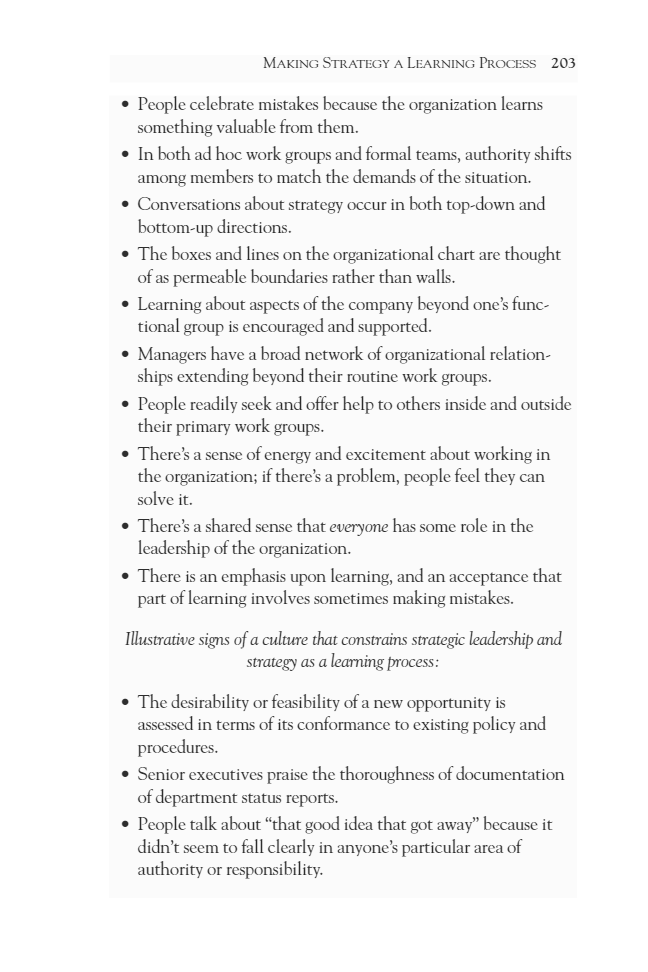 MAKING STRATEGY A LEARNING PROCESS 203
• People celebrate mistakes because the organization learns
something valuable from them.
• In both ad hoc work groups and formal teams, authority shifts
among members to match the demands of the situation.
• Conversations about strategy occur in both top-down and
bottom-up directions.
• The boxes and lines on the organizational chart are thought
of as permeable boundaries rather than walls.
• Learning about aspects of the company beyond one’s func-
tional group is encouraged and supported.
• Managers have a broad network of organizational relation-
ships extending beyond their routine work groups.
• People readily seek and offer help to others inside and outside
their primary work groups.
• There’s a sense of energy and excitement about working in
the organization; if there’s a problem, people feel they can
solve it.
• There’s a shared sense that everyone has some role in the
leadership of the organization.
• There is an emphasis upon learning, and an acceptance that
part of learning involves sometimes making mistakes.
Illustrative signs of a culture that constrains strategic leadership and
strategy as a learning process:
• The desirability or feasibility of a new opportunity is
assessed in terms of its conformance to existing policy and
procedures.
• Senior executives praise the thoroughness of documentation
of department status reports.
• People talk about “that good idea that got away” because it
didn’t seem to fall clearly in anyone’s particular area of
authority or responsibility.